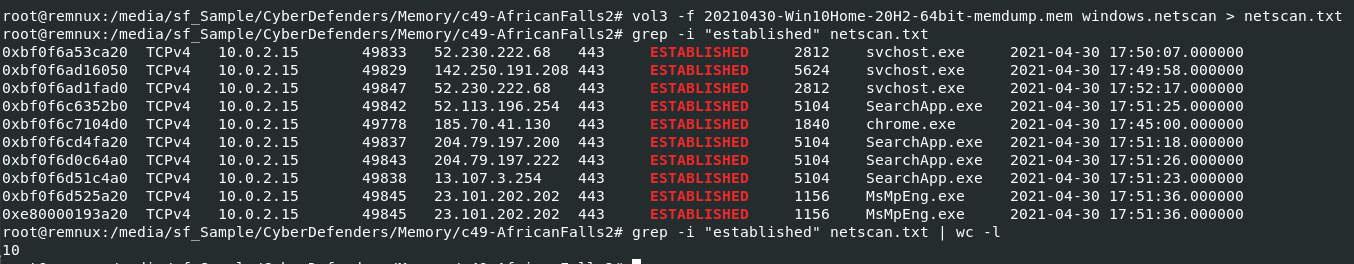 root@remnux:/media/sf_Sample/CyberDefenders/Memory/c49-AfricanFalls2# vol3 -f 20210430-Win10Home-20H2-64bit-memdump.mem windows.netscan > netscan.txt
root@remnux:/media/sf_Sample/CyberDefenders/Memory/c49-AfricanFalls2# grep -i "established" netscan.txt
0xbf0f6a53ca20 TCPv4 10.0.2.15 49833 52.230.222.68 443 ESTABLISHED 2812 svchost.exe 2021-04-30 17:50:07.000000
0xbf0f6ad16050 TCPv4 10.0.2.15 49829 142.250.191.208 443 ESTABLISHED 5624 svchost.exe 2021-04-30 17:49:58.000000
0xbf0f6ad1fad0 TCPv4 10.0.2.15 49847 52.230.222.68 443 ESTABLISHED 2812 svchost.exe 2021-04-30 17:52:17.000000
0xbf0f6c6352b0 TCPv4 10.0.2.15 49842 52.113.196.254 443 ESTABLISHED 5104 SearchApp.exe 2021-04-30 17:51:25.000000
0xbf0f6c7104d0 TCPv4 10.0.2.15 49778 185.70.41.130 443 ESTABLISHED 1840 chrome.exe 2021-04-30 17:45:00.000000
0xbf0f6cd4fa20 TCPv4 10.0.2.15 49837 204.79.197.200 443 ESTABLISHED 5104 SearchApp.exe 2021-04-30 17:51:18.000000
0xbf0f6d0c64a0 TCPv4 10.0.2.15 49843 204.79.197.222 443 ESTABLISHED 5104 SearchApp.exe 2021-04-30 17:51:26.000000
0xbf0f6d51c4a0 TCPv4 10.0.2.15 49838 13.107.3.254 443 ESTABLISHED 5104 SearchApp.exe 2021-04-30 17:51:23.000000
0xbf0f6d525a20 TCPv4 10.0.2.15 49845 23.101.202.202 443 ESTABLISHED 1156 MsMpEng.exe 2021-04-30 17:51:36.000000
0xe80000193a20 TCPv4 10.0.2.15 49845 23.101.202.202 443 ESTABLISHED 1156 MsMpEng.exe 2021-04-30 17:51:36.000000
root@remnux:/media/sf_Sample/CyberDefenders/Memory/c49-AfricanFalls2# grep -i "established" netscan.txt | wc -l
10
root@remnux:/media/sf_Sample/CyberDefenders/Memory/c49-AfricanFalls2#